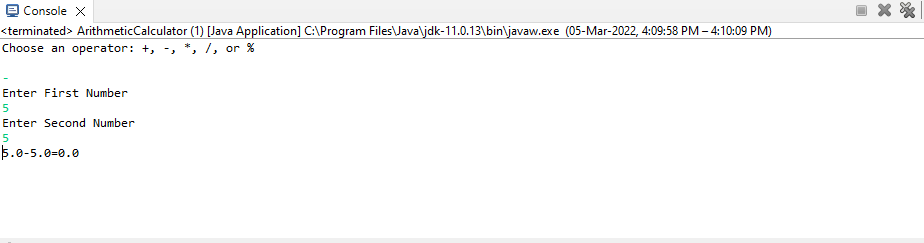 Console
<terminated> ArithmeticCalculator (1) [Java Application] C:\Program Files\Java\jdk-11.0.13\bin\javaw.exe (05-Mar-2022, 4:09:58 PM – 4:10:09 PM)
Choose an operator: +, -, *, /, or %
-
Enter First Number
5
Enter Second Number
5
5.0-5.0=0.0